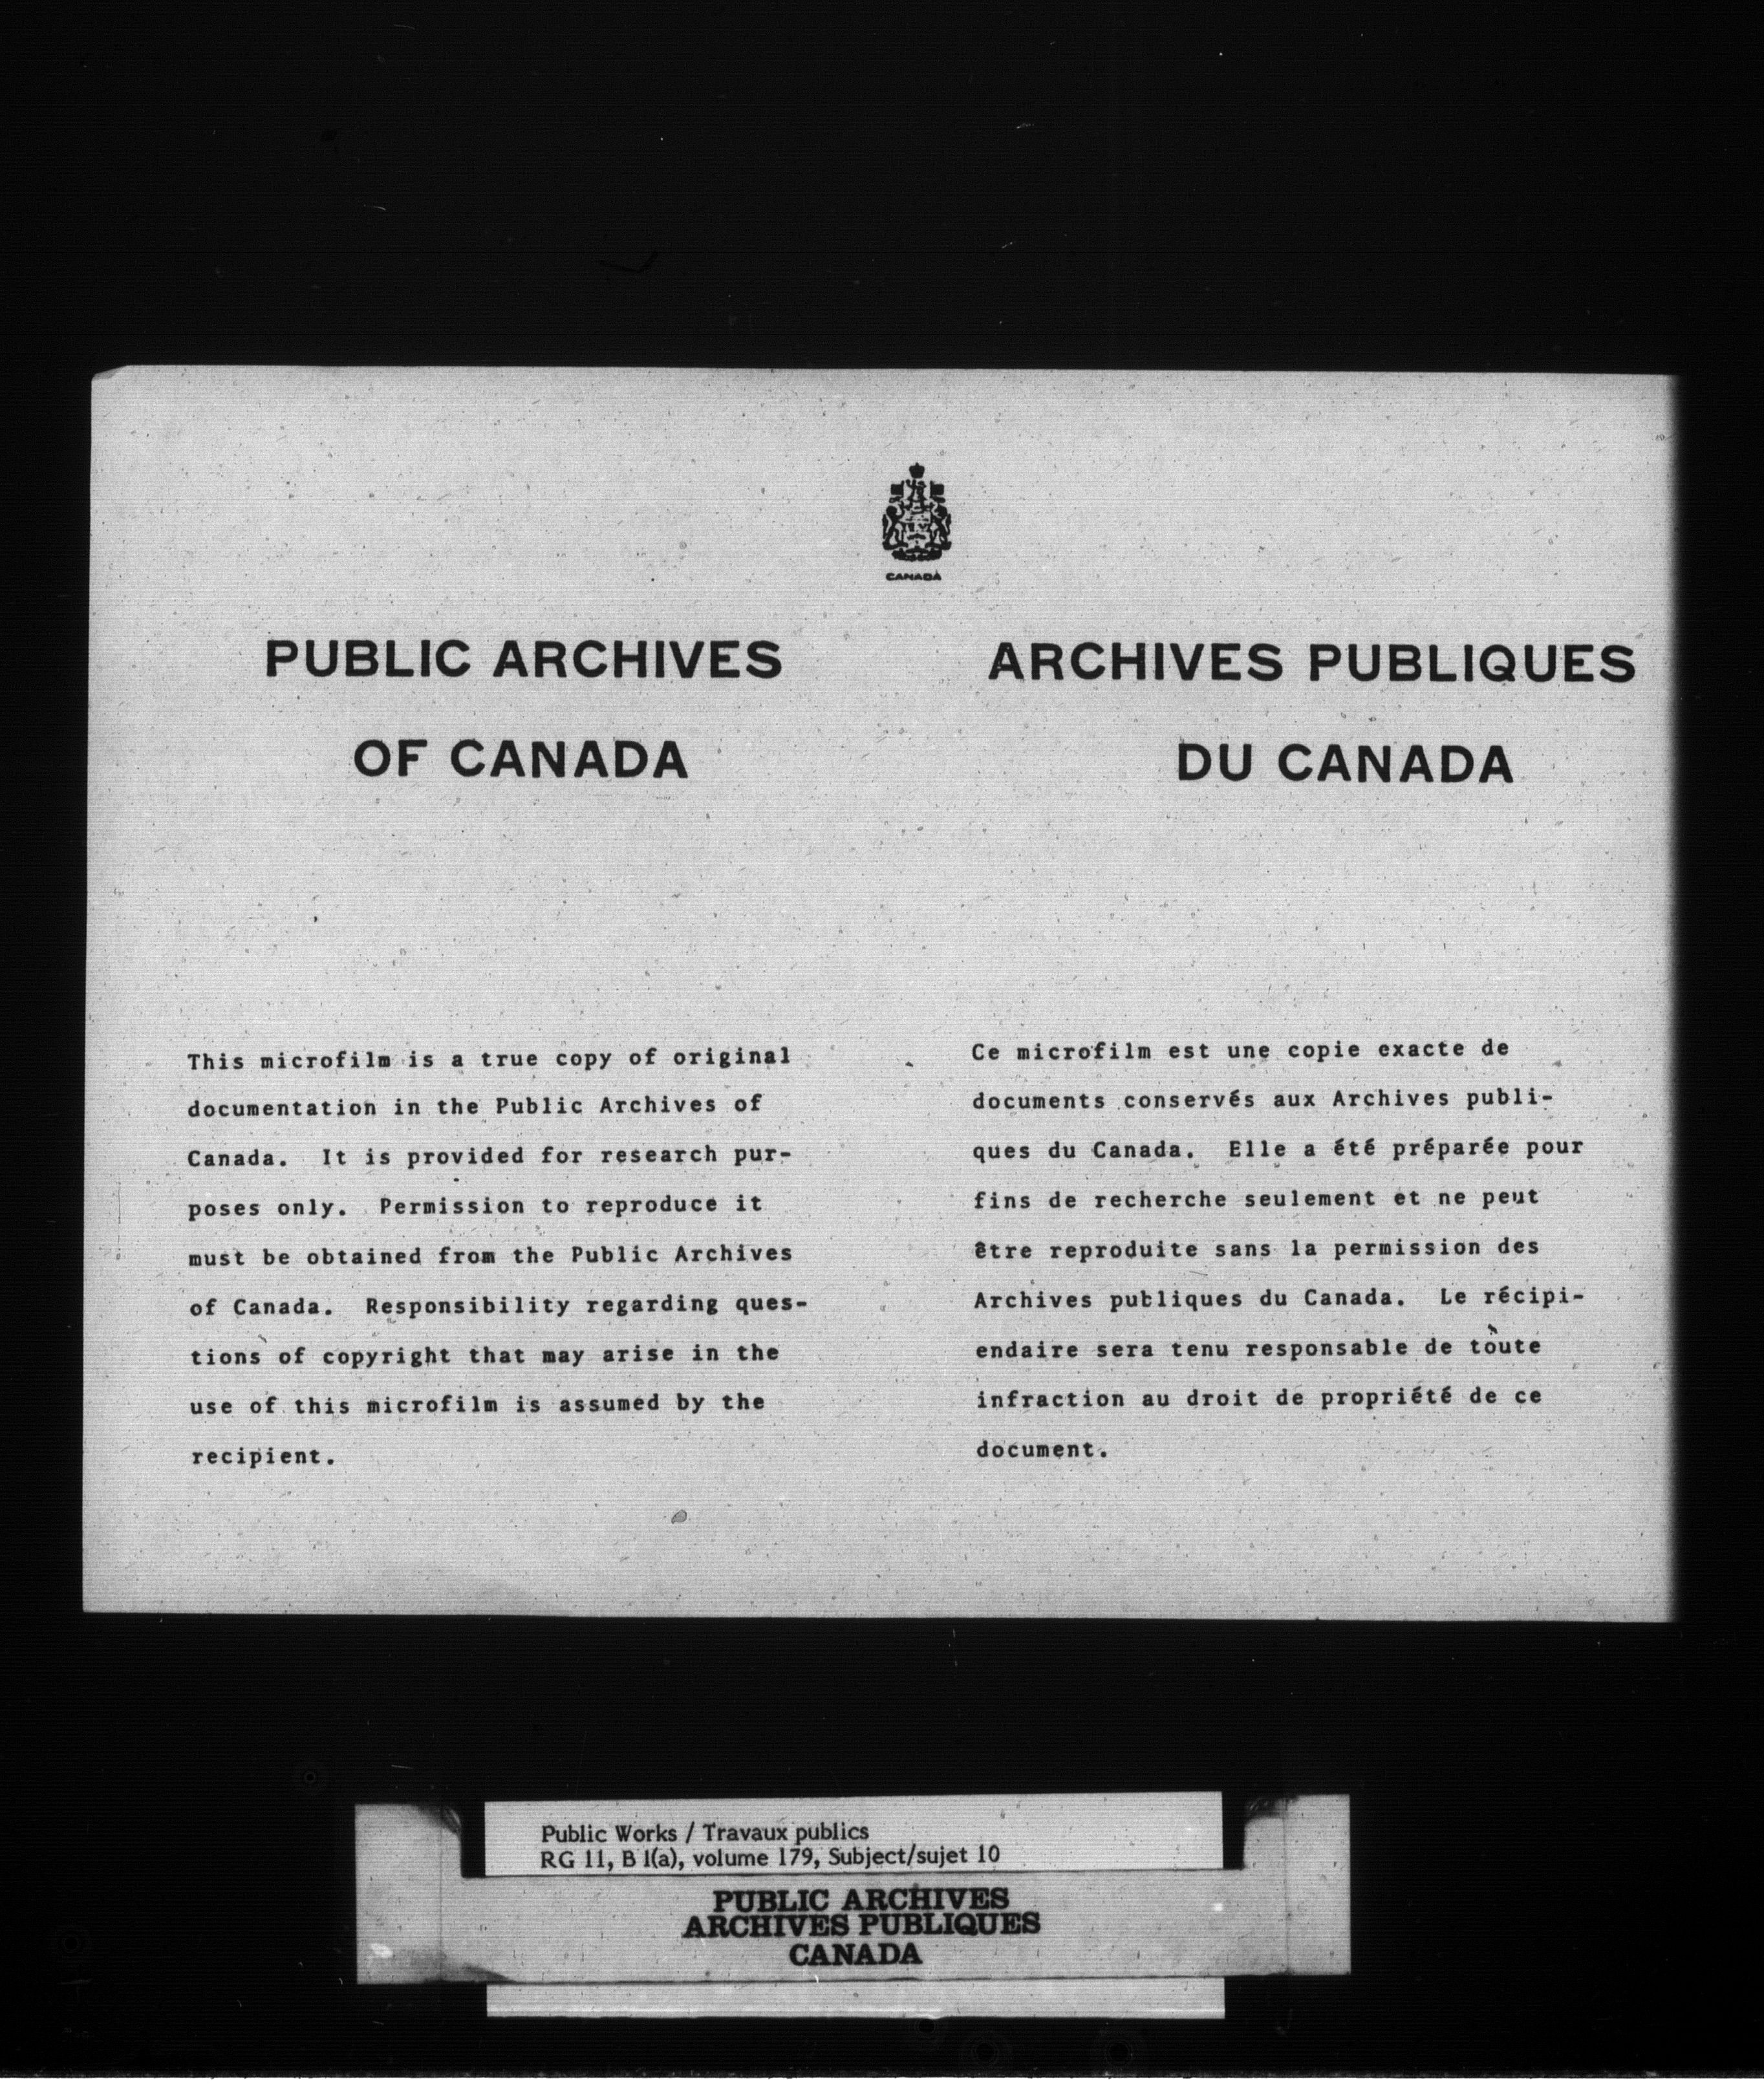 CANADA
PUBLIC ARCHIVES
OF CANADA
This microfilm is a true copy of original
documentation in the Public Archives of
Canada. It is provided for research pur-
poses only. Permission to reproduce it
must be obtained from the Public Archives
of Canada. Responsibility regarding ques-
tions of copyright that may arise in the
use of this microfilm is assumed by the
recipient.
ARCHIVES PUBLIQUES
DU CANADA
Ce microfilm est une copie exacte de
documents conservés aux Archives publi-
ques du Canada. Elle a été préparée pour
fins de recherche seulement et ne peut
être reproduite sans la permission des
Archives publiques du Canada. Le récipi-
endaire sera tenu responsable de toute
infraction au droit de propriété de ce
document.
Public Works / Travaux publics
RG 11, B 1(a), volume 179, Subject/sujet 10
PUBLIC ARCHIVES
ARCHIVES PUBLIQUES
CANADA